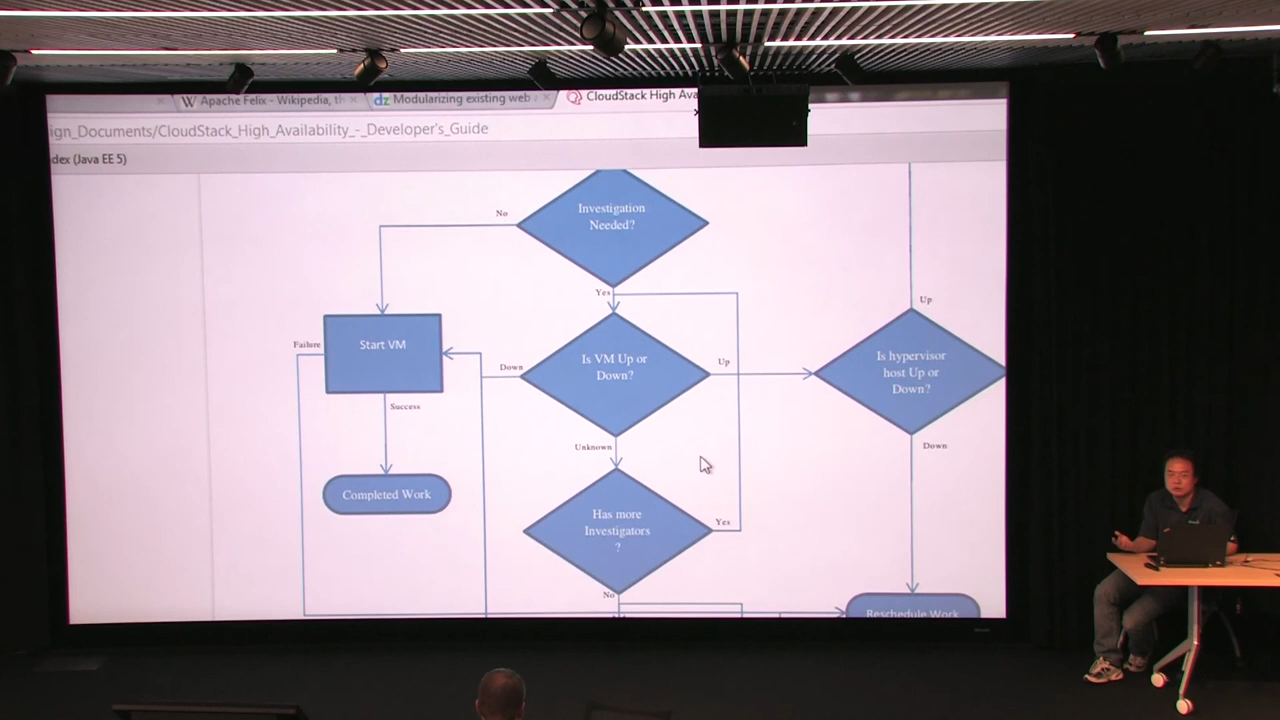 Apache Felix - Wikipedia, th
Modularizing existing web
CloudStack High Ava
ign_Documents/CloudStack_High_Availability_-_Developer's_Guide
dex (Java EE 5)
Investigation
Needed?
No
Yes
Start VM
Failure
Success
Completed Work
Is VM Up or
Down?
Down
Up
Unknown
Has more
Investigators
?
Yes
No
Is hypervisor
host Up or
Down?
Up
Down
Reschedule Work